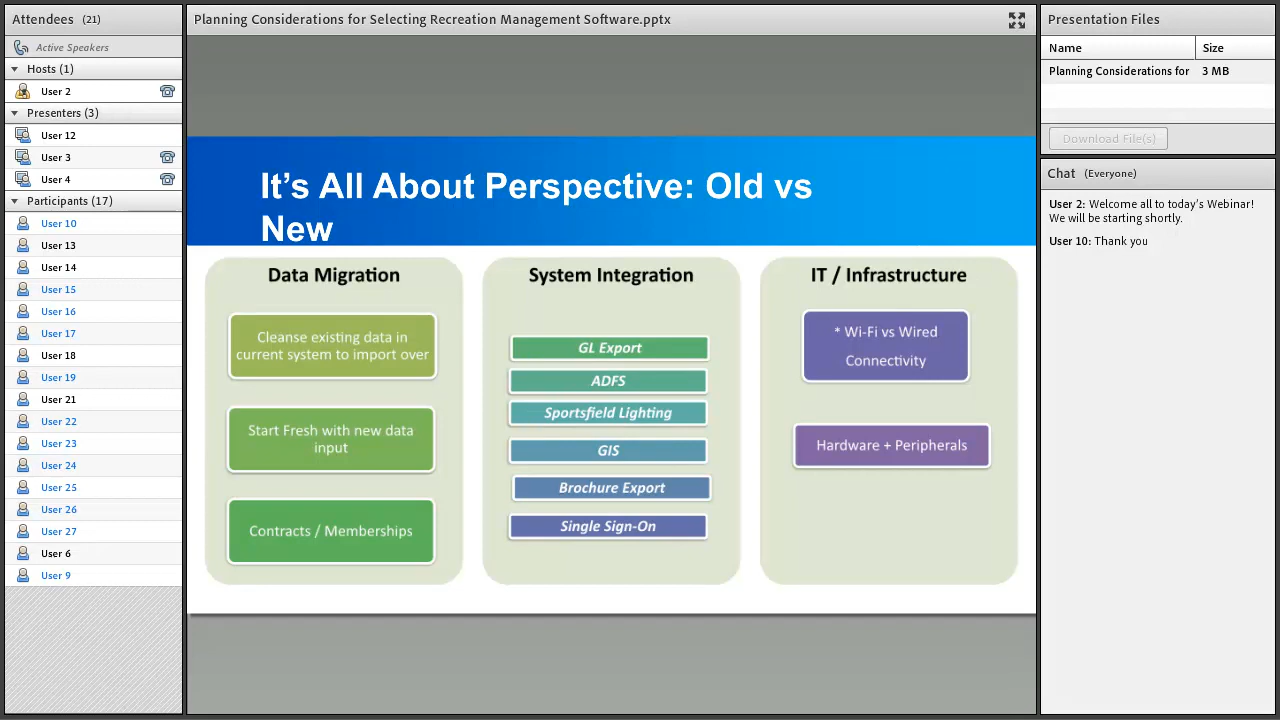 Attendees (21)
Active Speakers
Hosts (1)
User 2
Presenters (3)
User 12
User 3
User 4
Participants (17)
User 10
User 13
User 14
User 15
User 16
User 17
User 18
User 19
User 21
User 22
User 23
User 24
User 25
User 26
User 27
User 6
User 9
Planning Considerations for Selecting Recreation Management Software.pptx
It's All About Perspective: Old vs
New
Data Migration
Cleanse existing data in
current system to import over
Start Fresh with new data
input
Contracts / Memberships
System Integration
GL Export
ADFS
Sportsfield Lighting
GIS
Brochure Export
Single Sign-On
IT / Infrastructure
* Wi-Fi vs Wired
Connectivity
Hardware + Peripherals
Presentation Files
Name Size
Planning Considerations for 3 MB
Download File(s)
Chat (Everyone)
User 2: Welcome all to today's Webinar!
We will be starting shortly.
User 10: Thank you